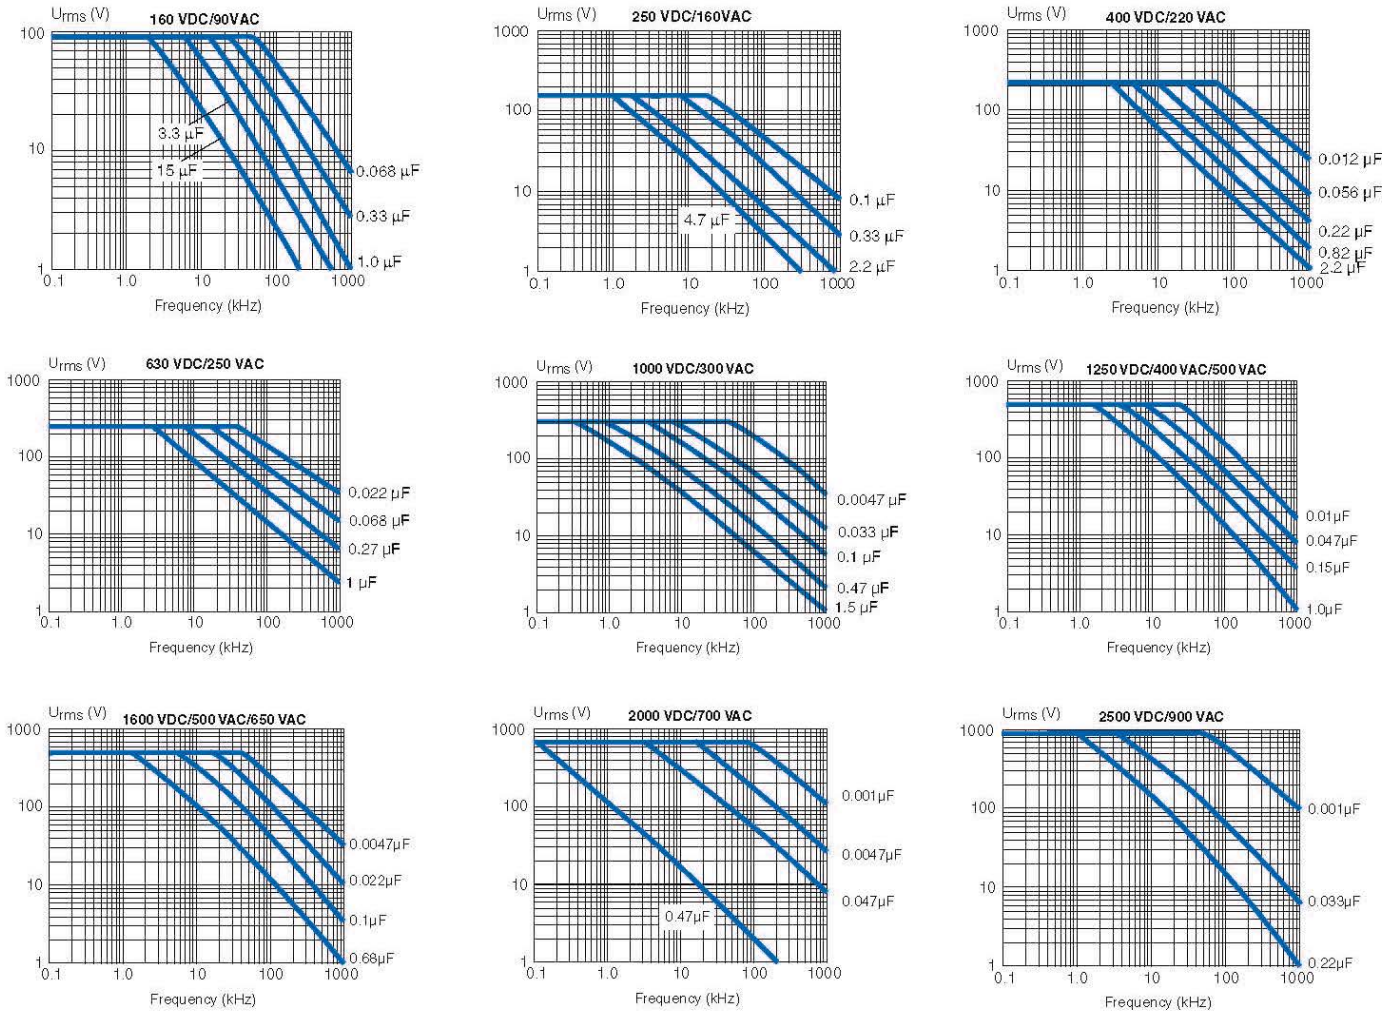 Urms (V) 160 VDC/90VAC
100
10
1
3.3 µF
15 µF
0.068 µF
0.33 µF
1.0 µF
0.1 1.0 10 100 1000
Frequency (kHz)
Urms (V) 250 VDC/160VAC
1000
100
10
1
4.7 µF
0.1 µF
0.33 µF
2.2 µF
0.1 1.0 10 100 1000
Frequency (kHz)
Urms (V) 400 VDC/220 VAC
1000
100
10
1
0.012 µF
0.056 µF
0.22 µF
0.82 µF
2.2 µF
0.1 1.0 10 100 1000
Frequency (kHz)
Urms (V) 630 VDC/250 VAC
1000
100
10
1
0.022 µF
0.068 µF
0.27 µF
1 µF
0.1 1.0 10 100 1000
Frequency (kHz)
Urms (V) 1000 VDC/300 VAC
1000
100
10
1
0.0047 µF
0.033 µF
0.1 µF
0.47 µF
1.5 µF
0.1 1.0 10 100 1000
Frequency (kHz)
Urms (V) 1250 VDC/400 VAC/500 VAC
1000
100
10
1
0.01µF
0.047µF
0.15µF
1.0µF
0.1 1.0 10 100 1000
Frequency (kHz)
Urms (V) 1600 VDC/500 VAC/650 VAC
1000
100
10
1
0.0047µF
0.022µF
0.1µF
0.68µF
0.1 1.0 10 100 1000
Frequency (kHz)
Urms (V) 2000 VDC/700 VAC
1000
100
10
1
0.47µF
0.001µF
0.0047µF
0.047µF
0.1 1.0 10 100 1000
Frequency (kHz)
Urms (V) 2500 VDC/900 VAC
1000
100
10
1
0.001µF
0.033µF
0.22µF
0.1 1.0 10 100 1000
Frequency (kHz)